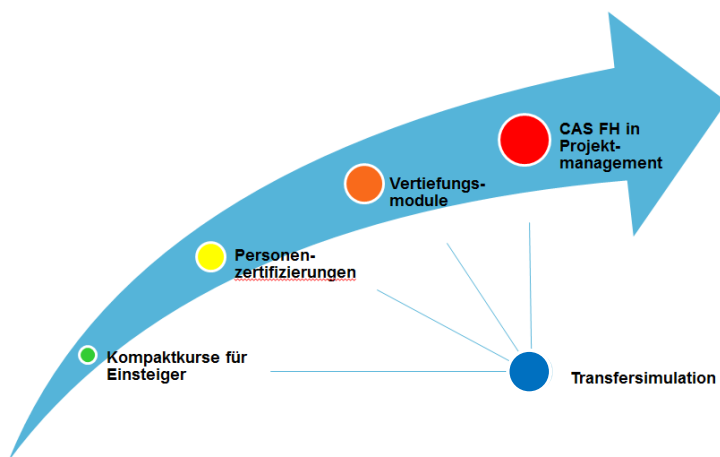 CAS FH in
Projekt-
management
Vertiefungs-
module
Personen-
zertifizierungen
Kompaktkurse für
Einsteiger
Transfersimulation